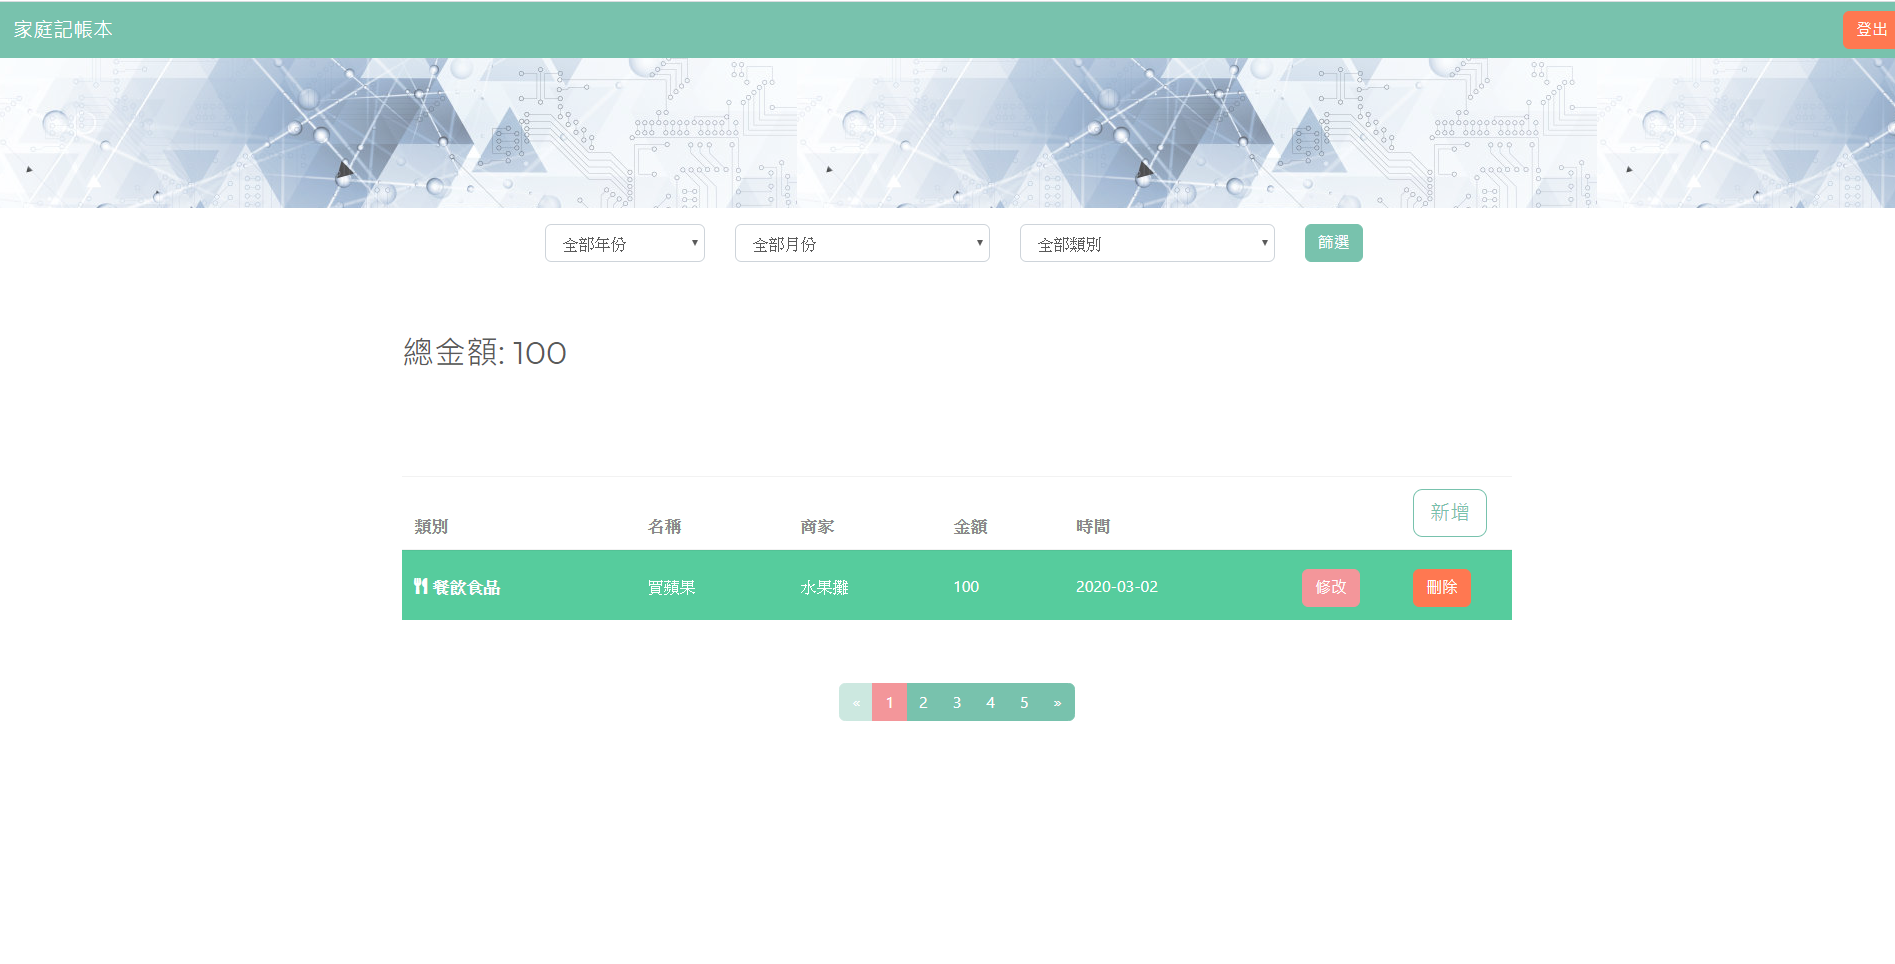 家庭記帳本
登出
全部年份 全部月份 全部類別 篩選
總金額: 100
類別 名稱 商家 金額 時間 新增
餐飲食品 買蘋果 水果攤 100 2020-03-02 修改 刪除
« 1 2 3 4 5 »